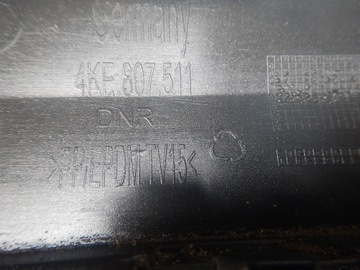 Germany
4KE.807.511
DNR
>PP/EPDM TV15<